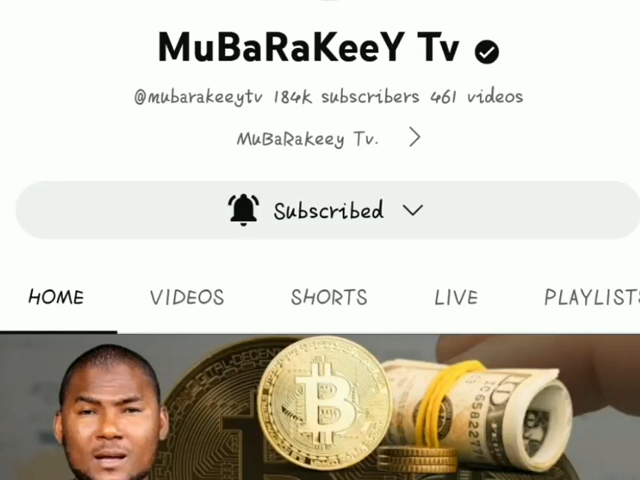 MuBaRaKeeY Tv
@mubarakeeytv 184k subscribers 461 videos
MuBaRakeey Tv.
Subscribed
HOME VIDEOS SHORTS LIVE PLAYLISTS